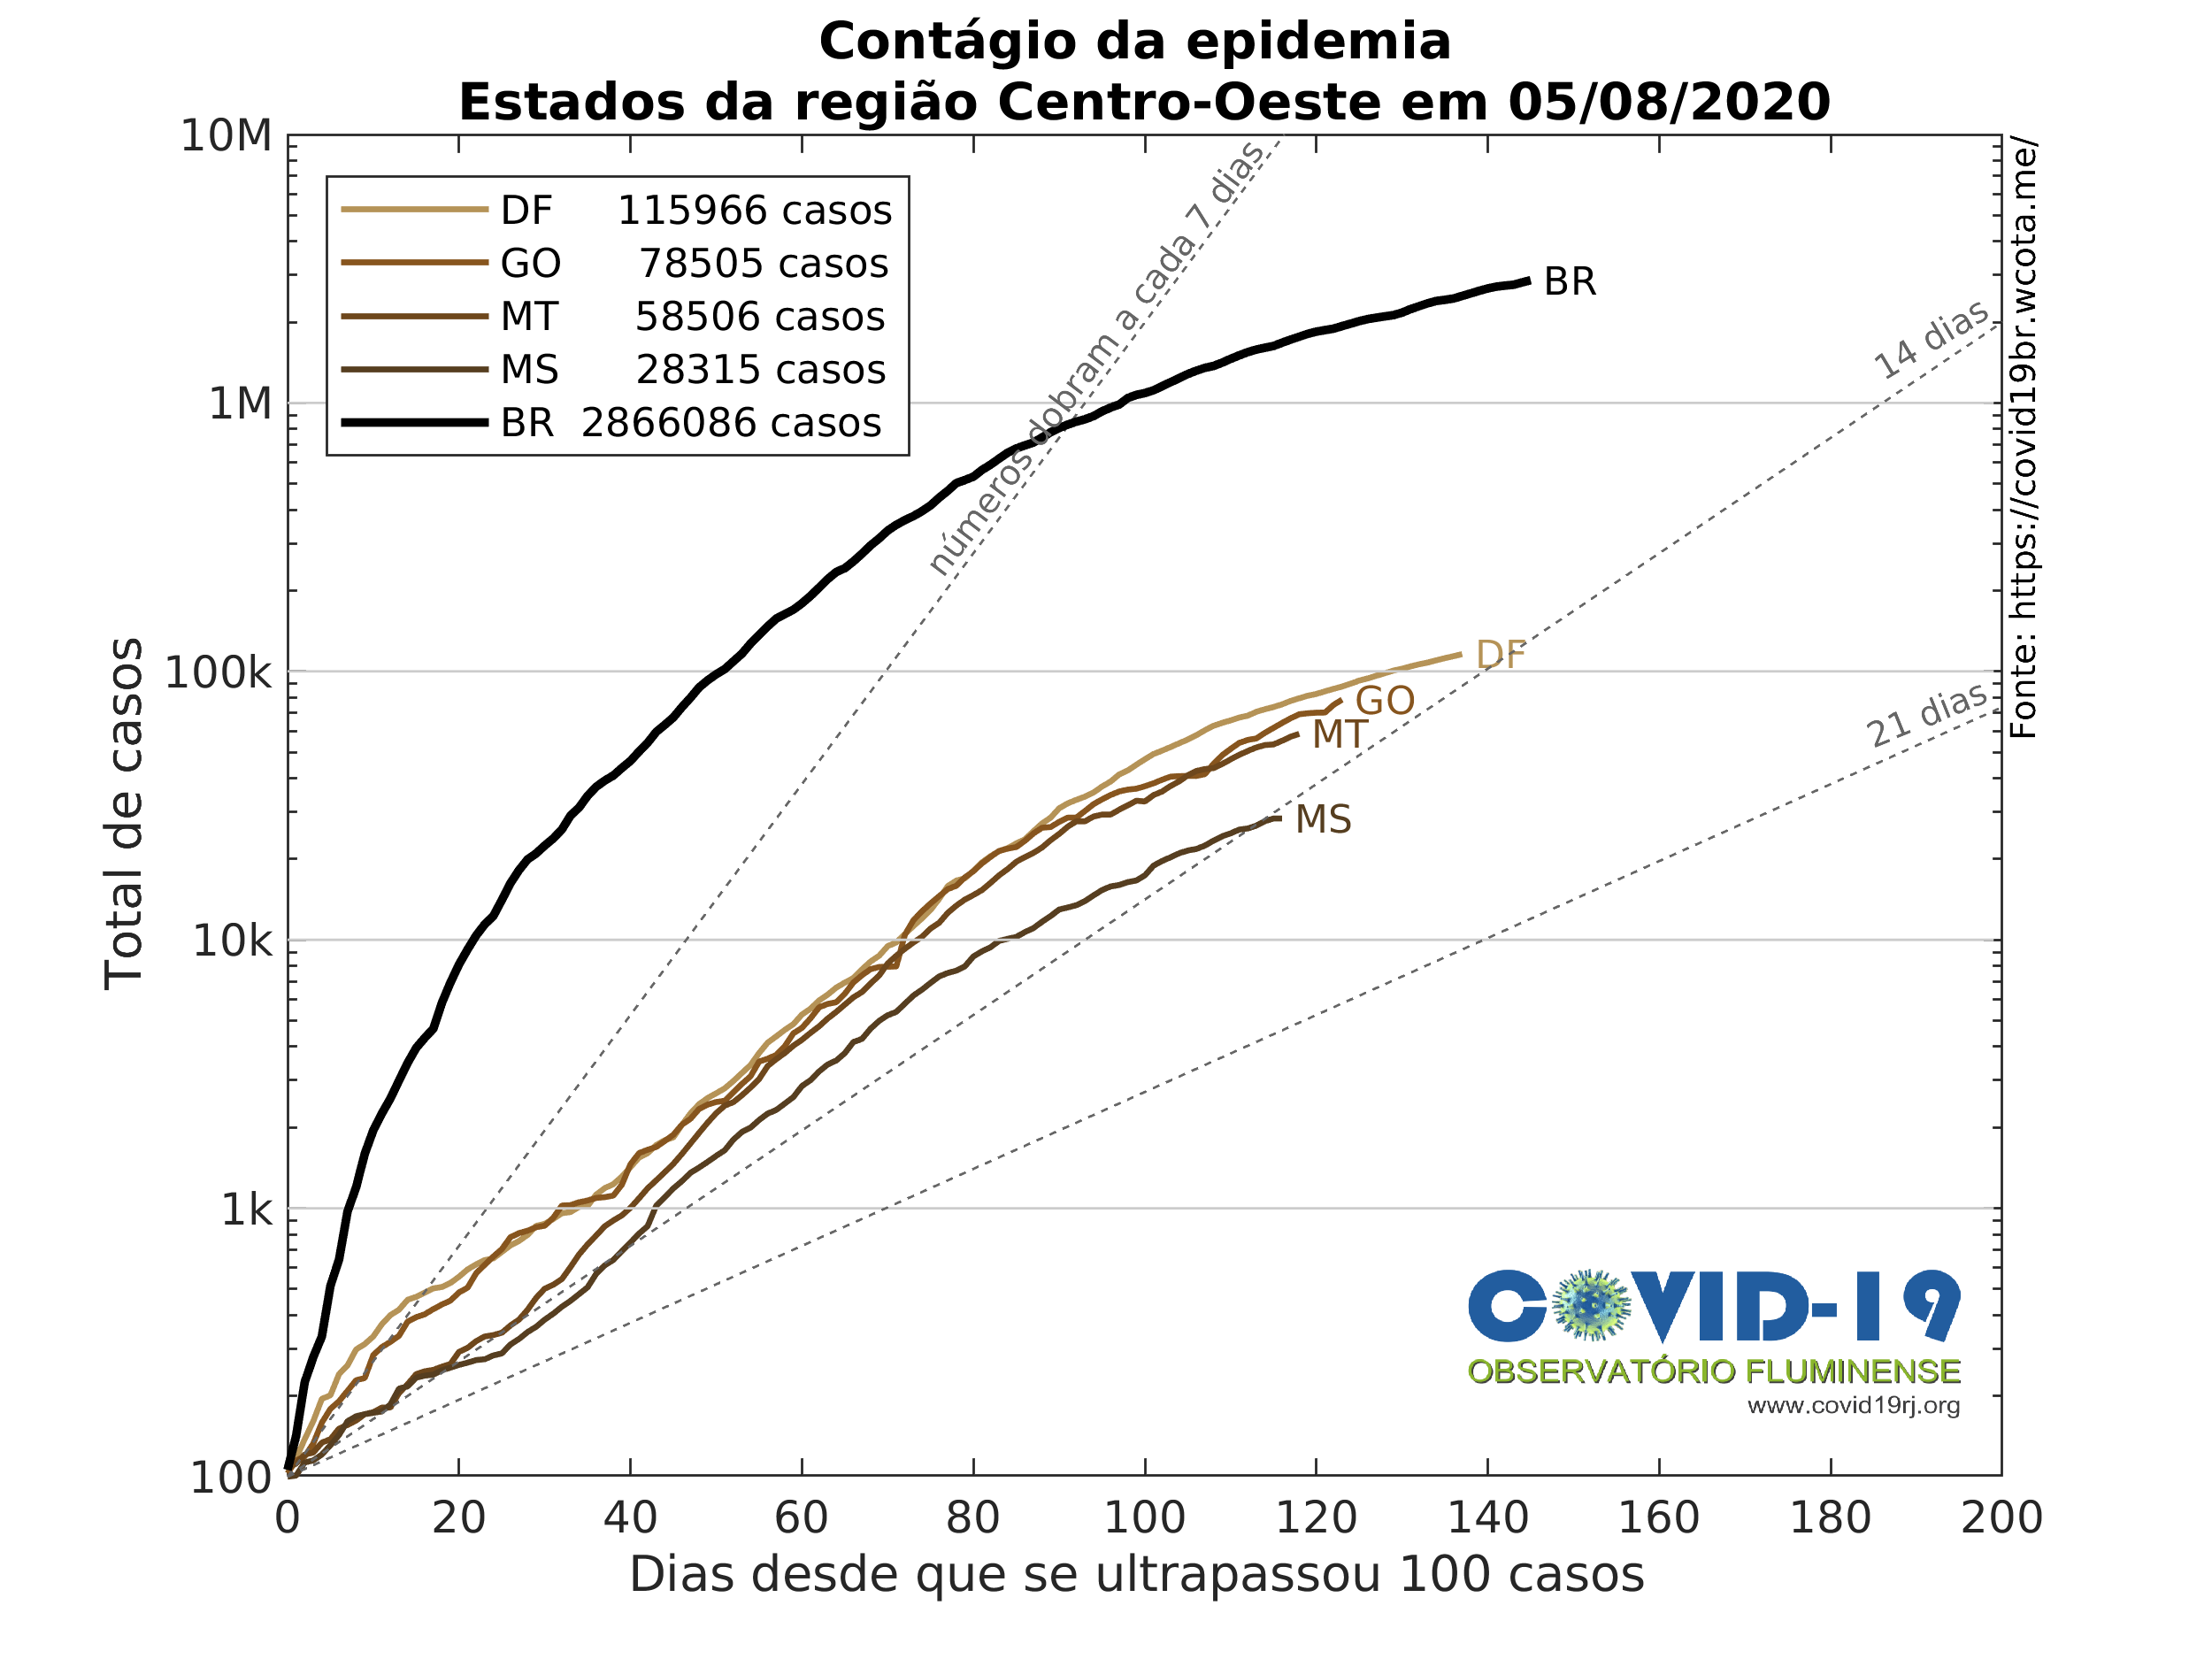 Contágio da epidemia
Estados da região Centro-Oeste em 05/08/2020
10M
1M
100k
10k
1k
100
Total de casos
DF 115966 casos
GO 78505 casos
MT 58506 casos
MS 28315 casos
BR 2866086 casos
números dobram a cada 7 dias
14 dias
21 dias
BR
DF
GO
MT
MS
Fonte: https://covid19br.wcota.me/
COVID-19
OBSERVATÓRIO FLUMINENSE
www.covid19rj.org
0 20 40 60 80 100 120 140 160 180 200
Dias desde que se ultrapassou 100 casos